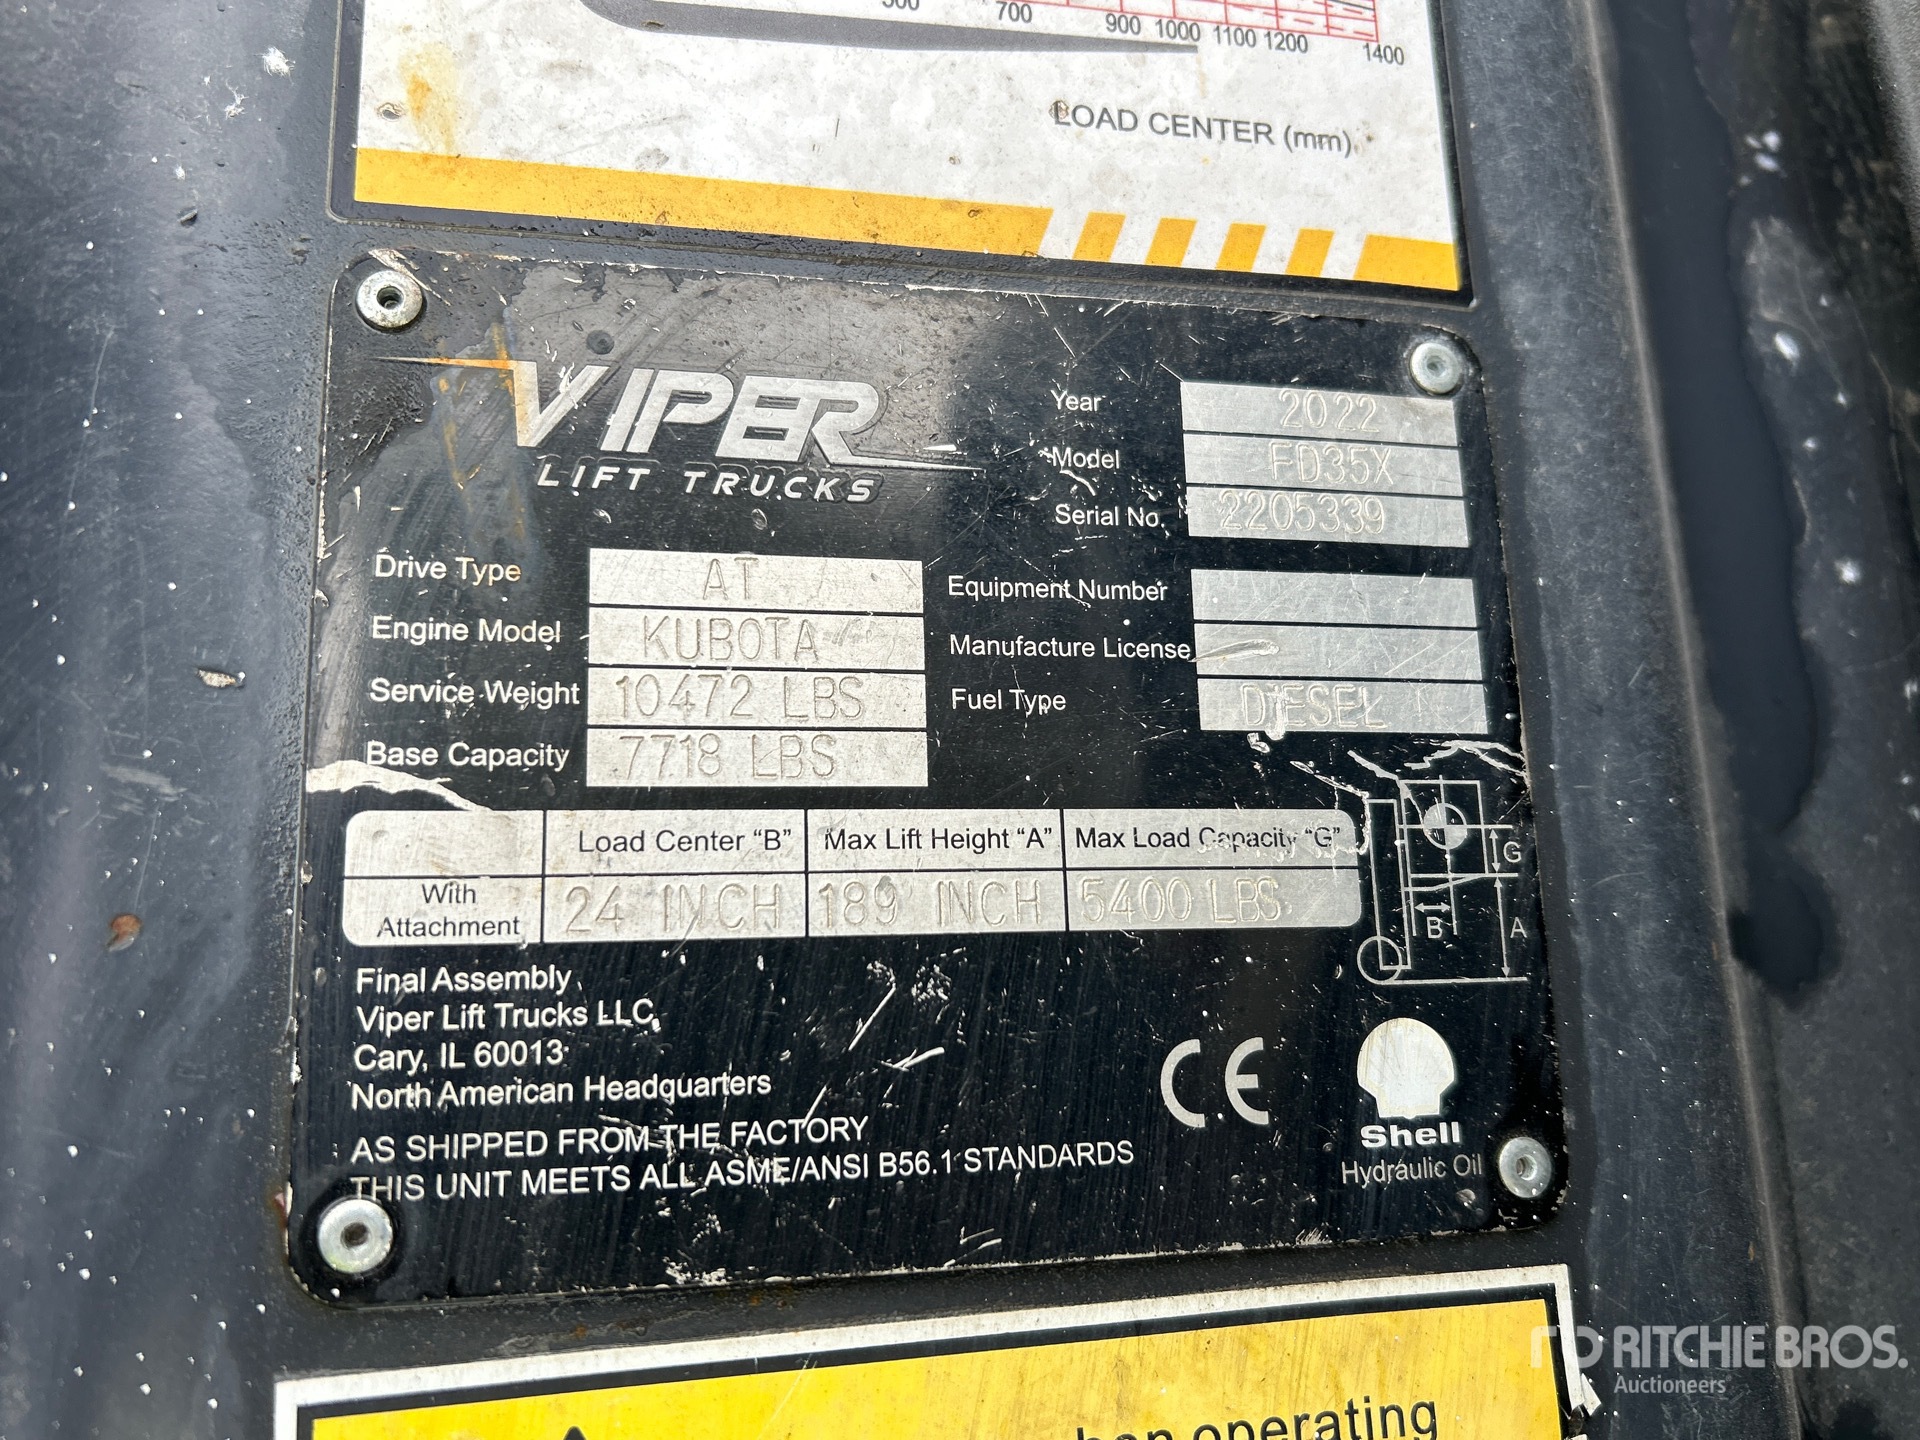 700
900 1000 1100 1200 1400
LOAD CENTER (mm)
VIPER
LIFT TRUCKS
Year 2022
Model FD35X
Serial No. 2205339
Drive Type AT
Engine Model KUBOTA
Service Weight 10472 LBS
Base Capacity 7718 LBS
Equipment Number
Manufacture License
Fuel Type DIESEL
Load Center "B" Max Lift Height "A" Max Load Capacity "G"
With
Attachment 24 INCH 189 INCH 5400 LBS
G
B A
Final Assembly
Viper Lift Trucks LLC
Cary, IL 60013
North American Headquarters
AS SHIPPED FROM THE FACTORY
THIS UNIT MEETS ALL ASME/ANSI B56.1 STANDARDS
CE
Shell
Hydraulic Oil
operating
RITCHIE BROS.
Auctioneers